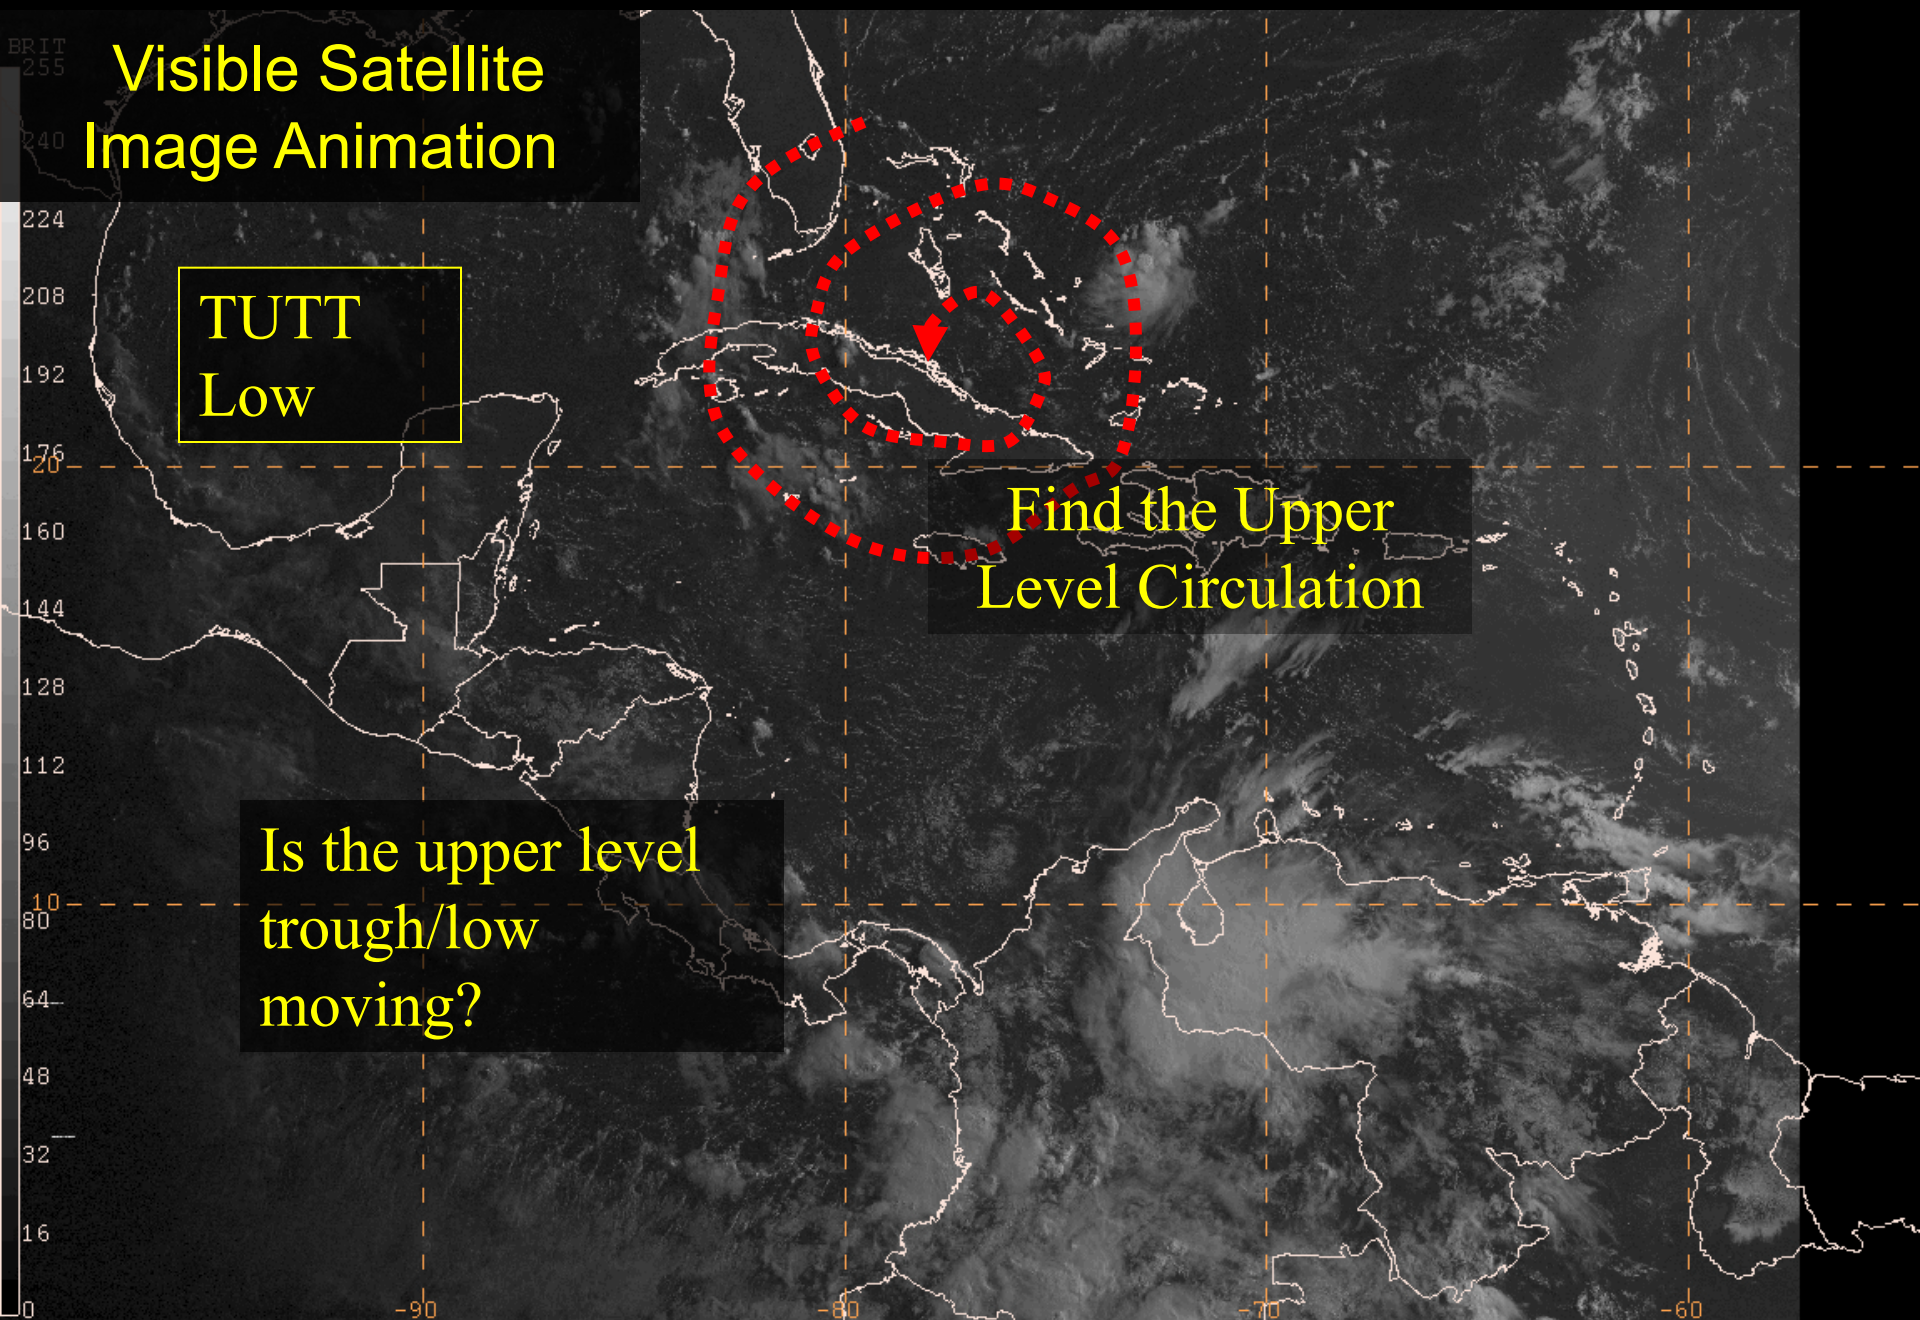 Visible Satellite
Image Animation
BRIT
255
240
224
208
192
176
160
144
128
112
96
80
64
48
32
16
0
TUTT
Low
20
Find the Upper
Level Circulation
Is the upper level
trough/low
moving?
10
-90
-80
-70
-60